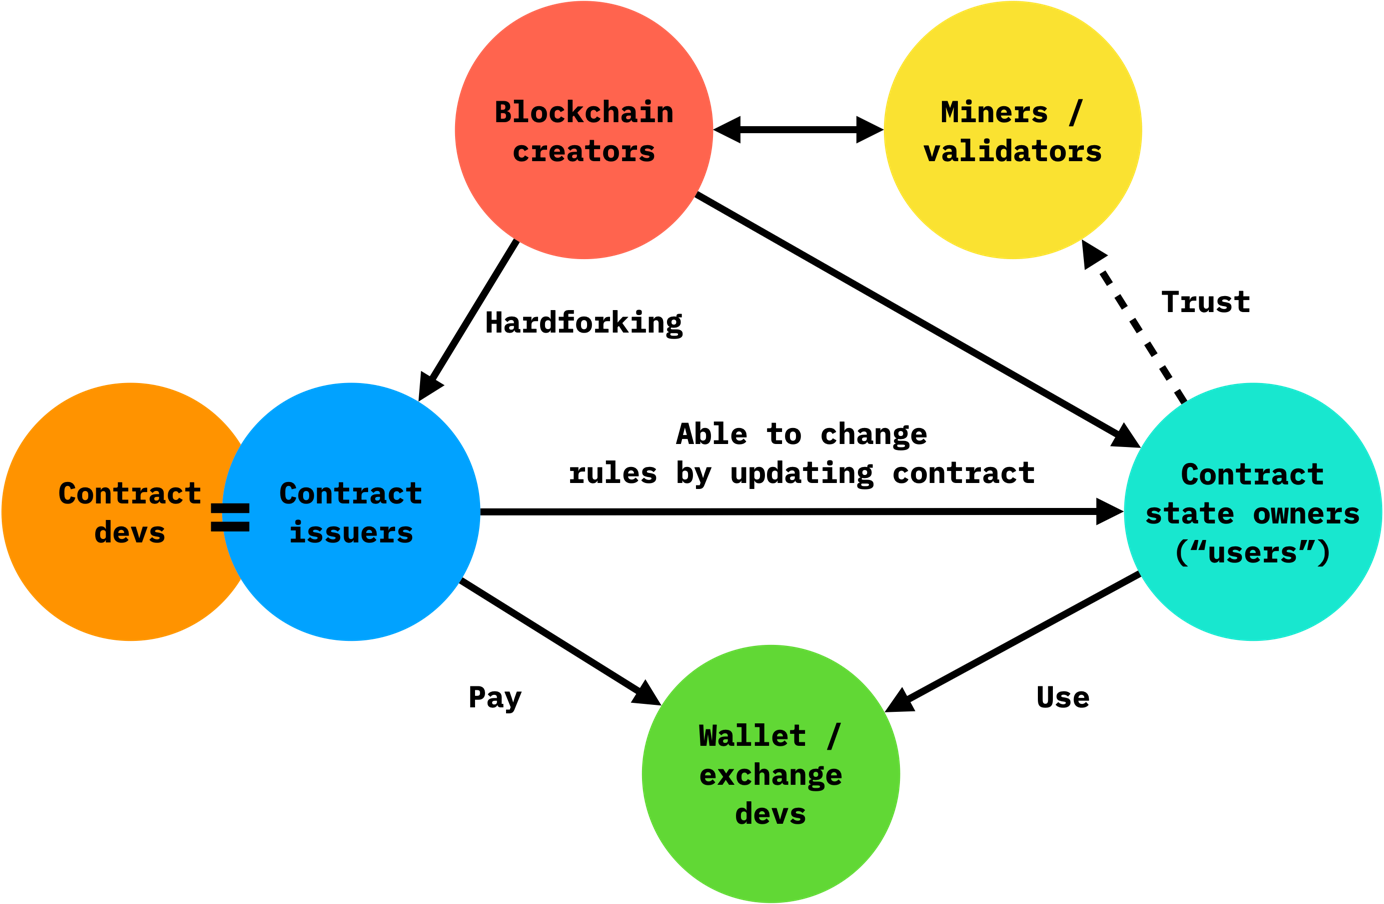 Blockchain
creators
Miners /
validators
Hardforking
Trust
Able to change
rules by updating contract
Contract
devs
=
Contract
issuers
Contract
state owners
(“users”)
Pay
Use
Wallet /
exchange
devs